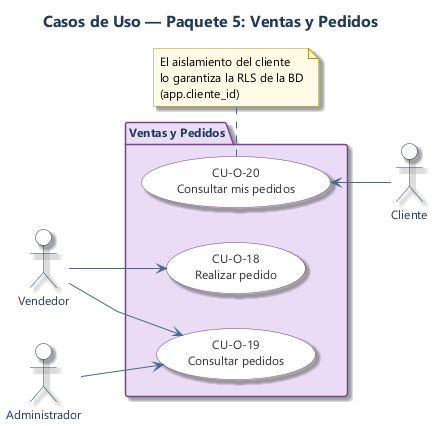 Casos de Uso — Paquete 5: Ventas y Pedidos
El aislamiento del cliente
lo garantiza la RLS de la BD
(app.cliente_id)
Ventas y Pedidos
CU-O-20
Consultar mis pedidos
Cliente
CU-O-18
Realizar pedido
Vendedor
CU-O-19
Consultar pedidos
Administrador